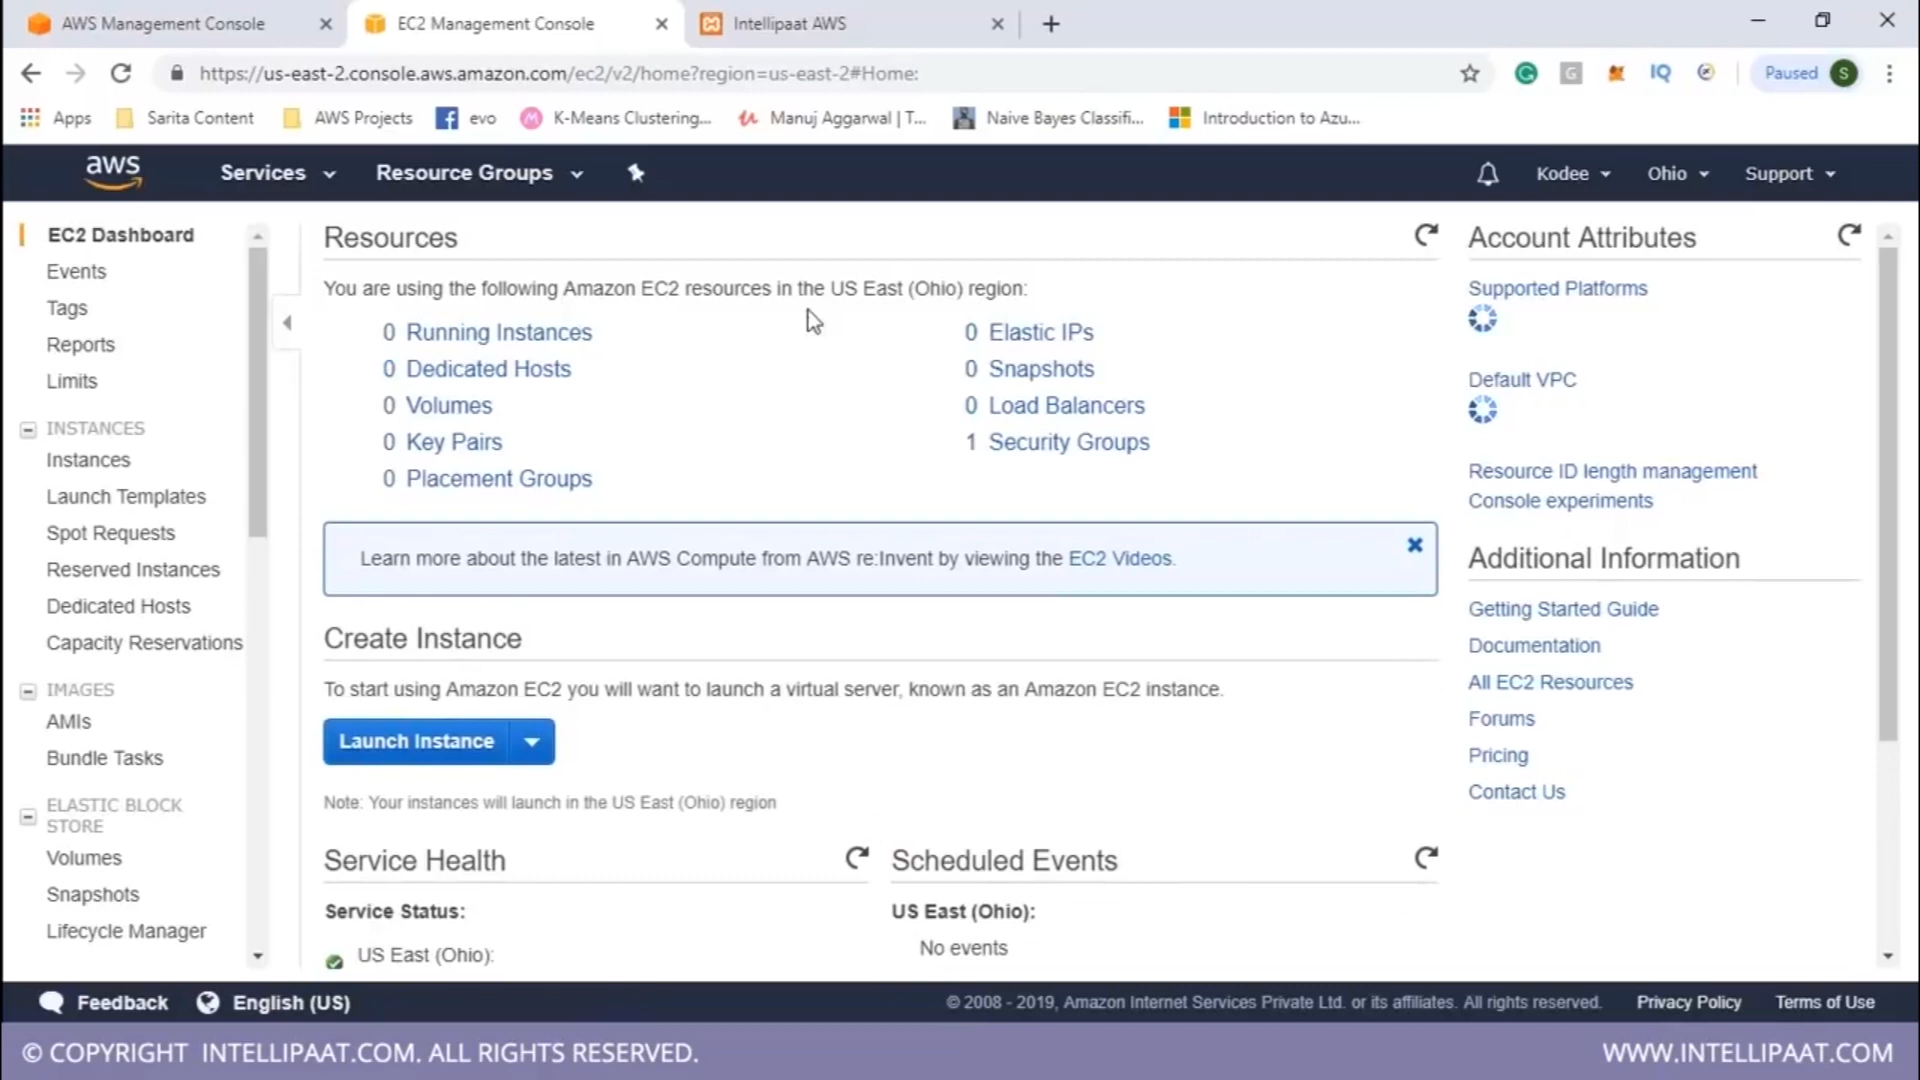 AWS Management Console
EC2 Management Console
Intellipaat AWS
https://us-east-2.console.aws.amazon.com/ec2/v2/home?region=us-east-2#Home:
G
G
IQ
Paused
S
Apps
Sarita Content
AWS Projects
evo
K-Means Clustering...
Manuj Aggarwal | T...
Naive Bayes Classifi...
Introduction to Azu...
aws
Services
Resource Groups
Kodee
Ohio
Support
EC2 Dashboard
Events
Tags
Reports
Limits
INSTANCES
Instances
Launch Templates
Spot Requests
Reserved Instances
Dedicated Hosts
Capacity Reservations
IMAGES
AMIs
Bundle Tasks
ELASTIC BLOCK
STORE
Volumes
Snapshots
Lifecycle Manager
Resources
You are using the following Amazon EC2 resources in the US East (Ohio) region:
0 Running Instances
0 Dedicated Hosts
0 Volumes
0 Key Pairs
0 Placement Groups
0 Elastic IPs
0 Snapshots
0 Load Balancers
1 Security Groups
Learn more about the latest in AWS Compute from AWS re:Invent by viewing the EC2 Videos.
Create Instance
To start using Amazon EC2 you will want to launch a virtual server, known as an Amazon EC2 instance.
Launch Instance
Note: Your instances will launch in the US East (Ohio) region
Service Health
Service Status:
US East (Ohio):
Scheduled Events
US East (Ohio):
No events
Account Attributes
Supported Platforms
Default VPC
Resource ID length management
Console experiments
Additional Information
Getting Started Guide
Documentation
All EC2 Resources
Forums
Pricing
Contact Us
Feedback
English (US)
© 2008 - 2019, Amazon Internet Services Private Ltd. or its affiliates. All rights reserved.
Privacy Policy
Terms of Use
© COPYRIGHT INTELLIPAAT.COM. ALL RIGHTS RESERVED.
WWW.INTELLIPAAT.COM